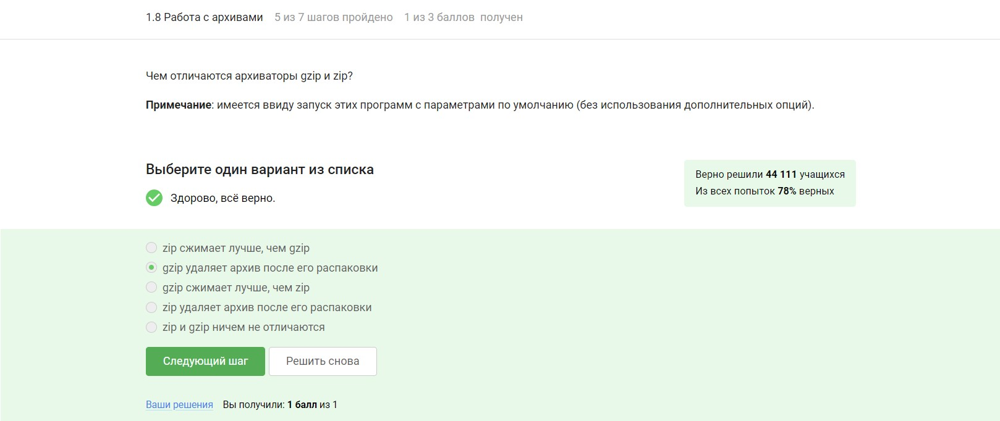 1.8 Работа с архивами 5 из 7 шагов пройдено 1 из 3 баллов получен
Чем отличаются архиваторы gzip и zip?
Примечание: имеется ввиду запуск этих программ с параметрами по умолчанию (без использования дополнительных опций).
Выберите один вариант из списка
Здорово, всё верно.
Верно решили 44 111 учащихся
Из всех попыток 78% верных
zip сжимает лучше, чем gzip
gzip удаляет архив после его распаковки
gzip сжимает лучше, чем zip
zip удаляет архив после его распаковки
zip и gzip ничем не отличаются
Следующий шаг Решить снова
Ваши решения Вы получили: 1 балл из 1